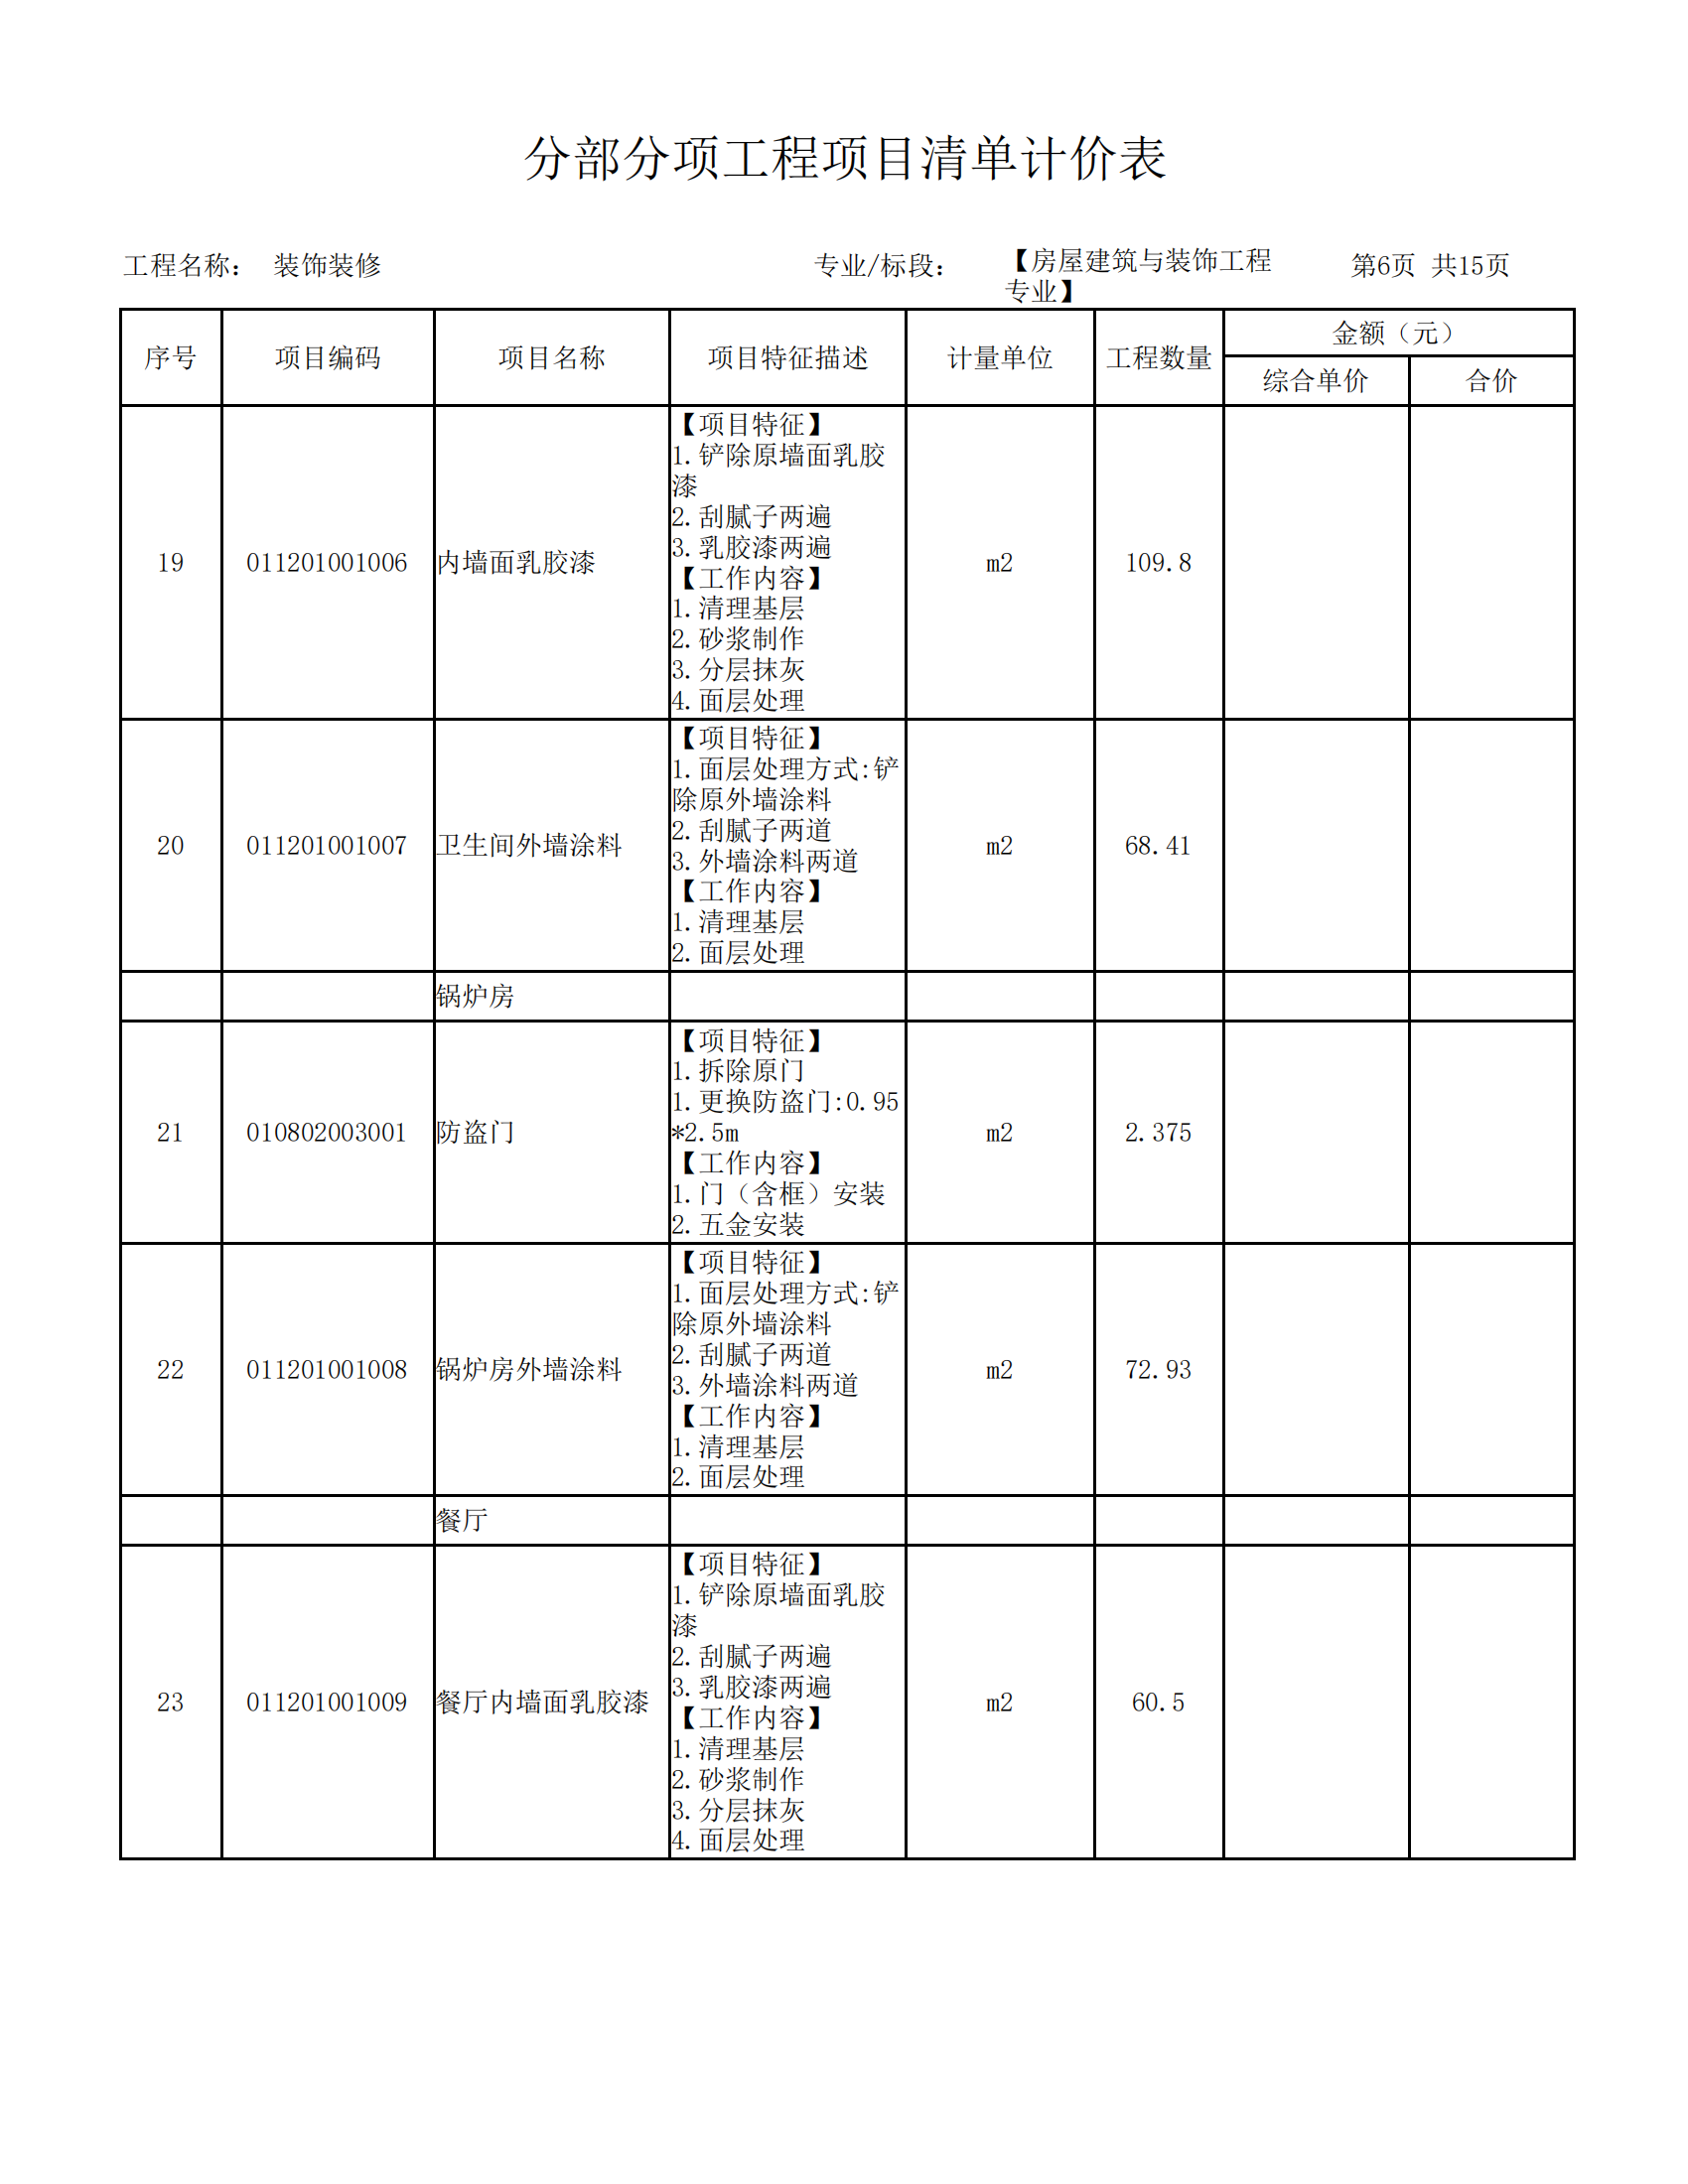 分部分项工程项目清单计价表
工程名称： 装饰装修 专业/标段： 【房屋建筑与装饰工程 第6页 共15页
专业】
序号 项目编码 项目名称 项目特征描述 计量单位 工程数量 金额（元）
综合单价 合价
19 011201001006 内墙面乳胶漆 m2 109.8
【项目特征】
1.铲除原墙面乳胶
漆
2.刮腻子两遍
3.乳胶漆两遍
【工作内容】
1.清理基层
2.砂浆制作
3.分层抹灰
4.面层处理
20 011201001007 卫生间外墙涂料 m2 68.41
【项目特征】
1.面层处理方式:铲
除原外墙涂料
2.刮腻子两道
3.外墙涂料两道
【工作内容】
1.清理基层
2.面层处理
锅炉房
21 010802003001 防盗门 m2 2.375
【项目特征】
1.拆除原门
1.更换防盗门:0.95
*2.5m
【工作内容】
1.门（含框）安装
2.五金安装
22 011201001008 锅炉房外墙涂料 m2 72.93
【项目特征】
1.面层处理方式:铲
除原外墙涂料
2.刮腻子两道
3.外墙涂料两道
【工作内容】
1.清理基层
2.面层处理
餐厅
23 011201001009 餐厅内墙面乳胶漆 m2 60.5
【项目特征】
1.铲除原墙面乳胶
漆
2.刮腻子两遍
3.乳胶漆两遍
【工作内容】
1.清理基层
2.砂浆制作
3.分层抹灰
4.面层处理